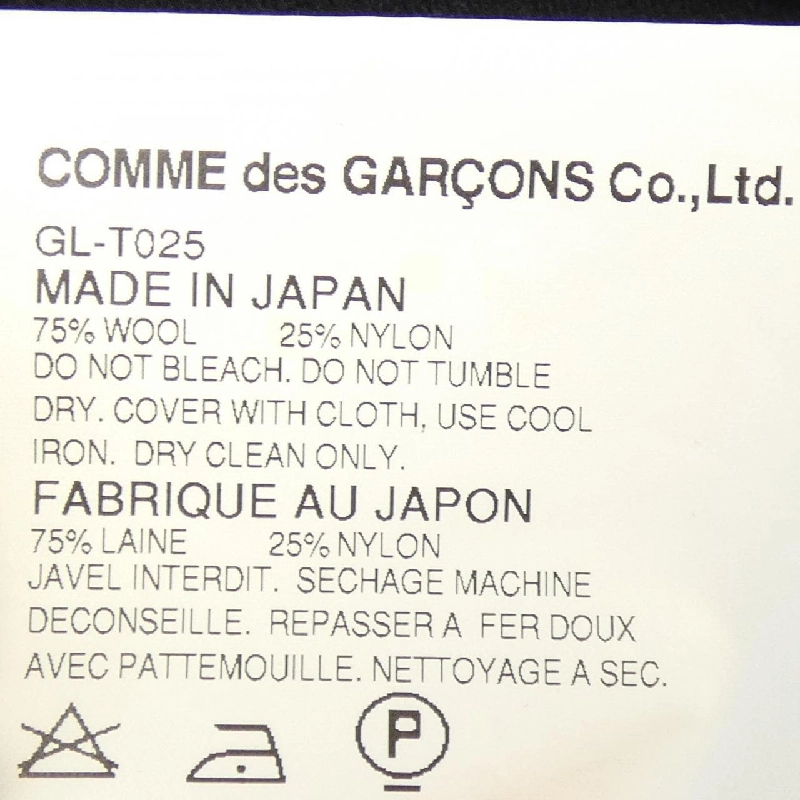 COMME des GARÇONS Co.,Ltd.
GL-T025
MADE IN JAPAN
75% WOOL 25% NYLON
DO NOT BLEACH. DO NOT TUMBLE
DRY. COVER WITH CLOTH, USE COOL
IRON. DRY CLEAN ONLY.
FABRIQUE AU JAPON
75% LAINE 25% NYLON
JAVEL INTERDIT. SECHAGE MACHINE
DECONSEILLE. REPASSER A FER DOUX
AVEC PATTEMOUILLE. NETTOYAGE A SEC.
P